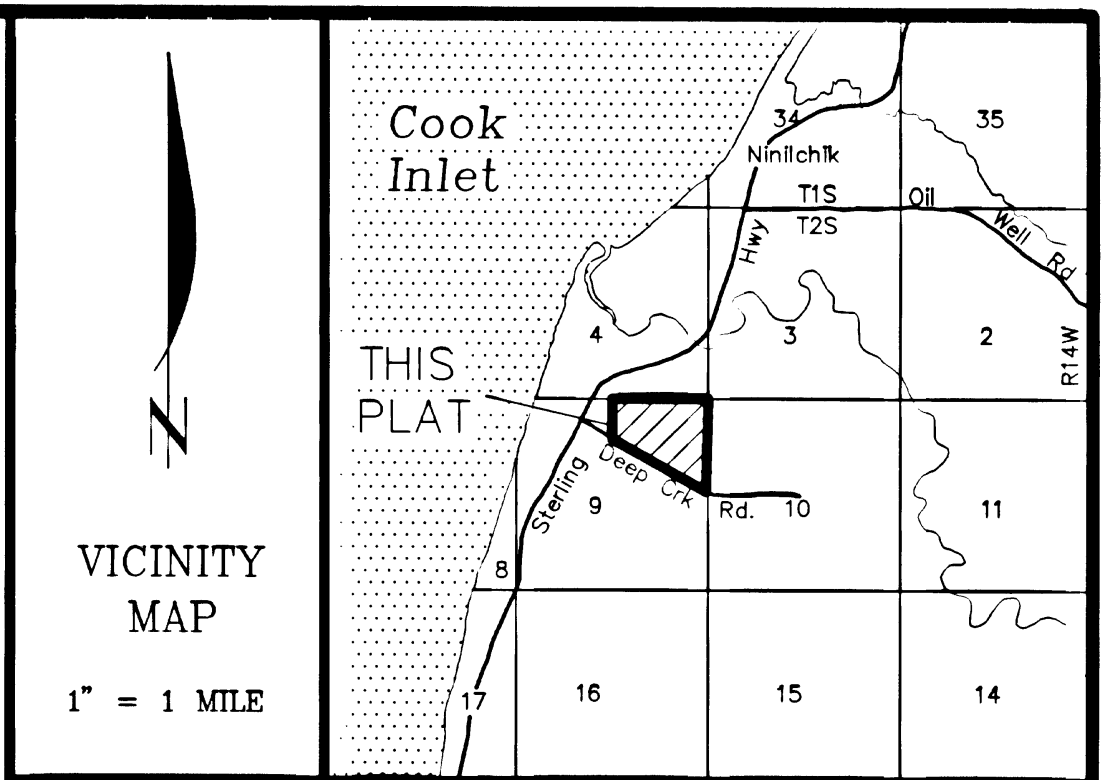 N
VICINITY
MAP
1" = 1 MILE
Cook
Inlet
34
35
Ninilchik
T1S
Oil
T2S
Well
Rd
Hwy
4
3
2
R14W
THIS
PLAT
Deep Crk Rd.
Sterling
9
10
11
8
17
16
15
14